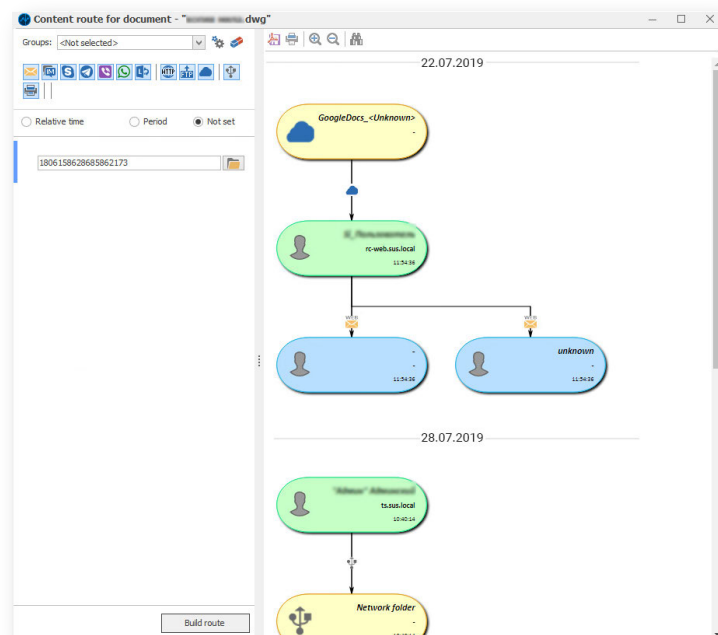 Content route for document - " .dwg"
Groups: <Not selected>
HTTP
FTP
Relative time
Period
Not set
1806158628685862173
Build route
22.07.2019
GoogleDocs_<Unknown>
-
rc-web.sus.local
11:54:36
WEB
WEB
-
-
11:54:36
unknown
-
11:54:36
28.07.2019
ts.sus.local
10:40:14
Network folder
-